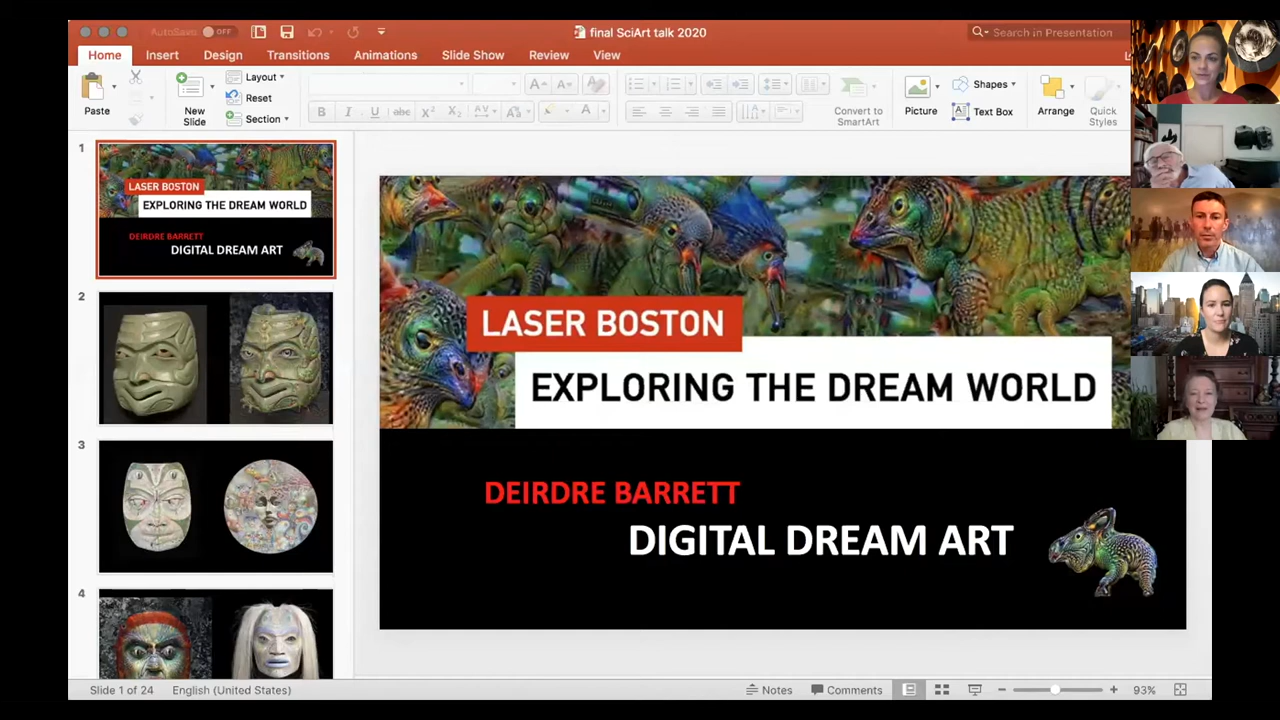 AutoSave OFF
final SciArt talk 2020
Search in Presentation
Home Insert Design Transitions Animations Slide Show Review View
Paste
New
Slide
Layout
Reset
Section
Convert to
SmartArt
Picture
Shapes
Text Box
Arrange
Quick
Styles
1
LASER BOSTON
EXPLORING THE DREAM WORLD
DEIRDRE BARRETT
DIGITAL DREAM ART
2
3
4
LASER BOSTON
EXPLORING THE DREAM WORLD
DEIRDRE BARRETT
DIGITAL DREAM ART
Slide 1 of 24 English (United States) Notes Comments 93%